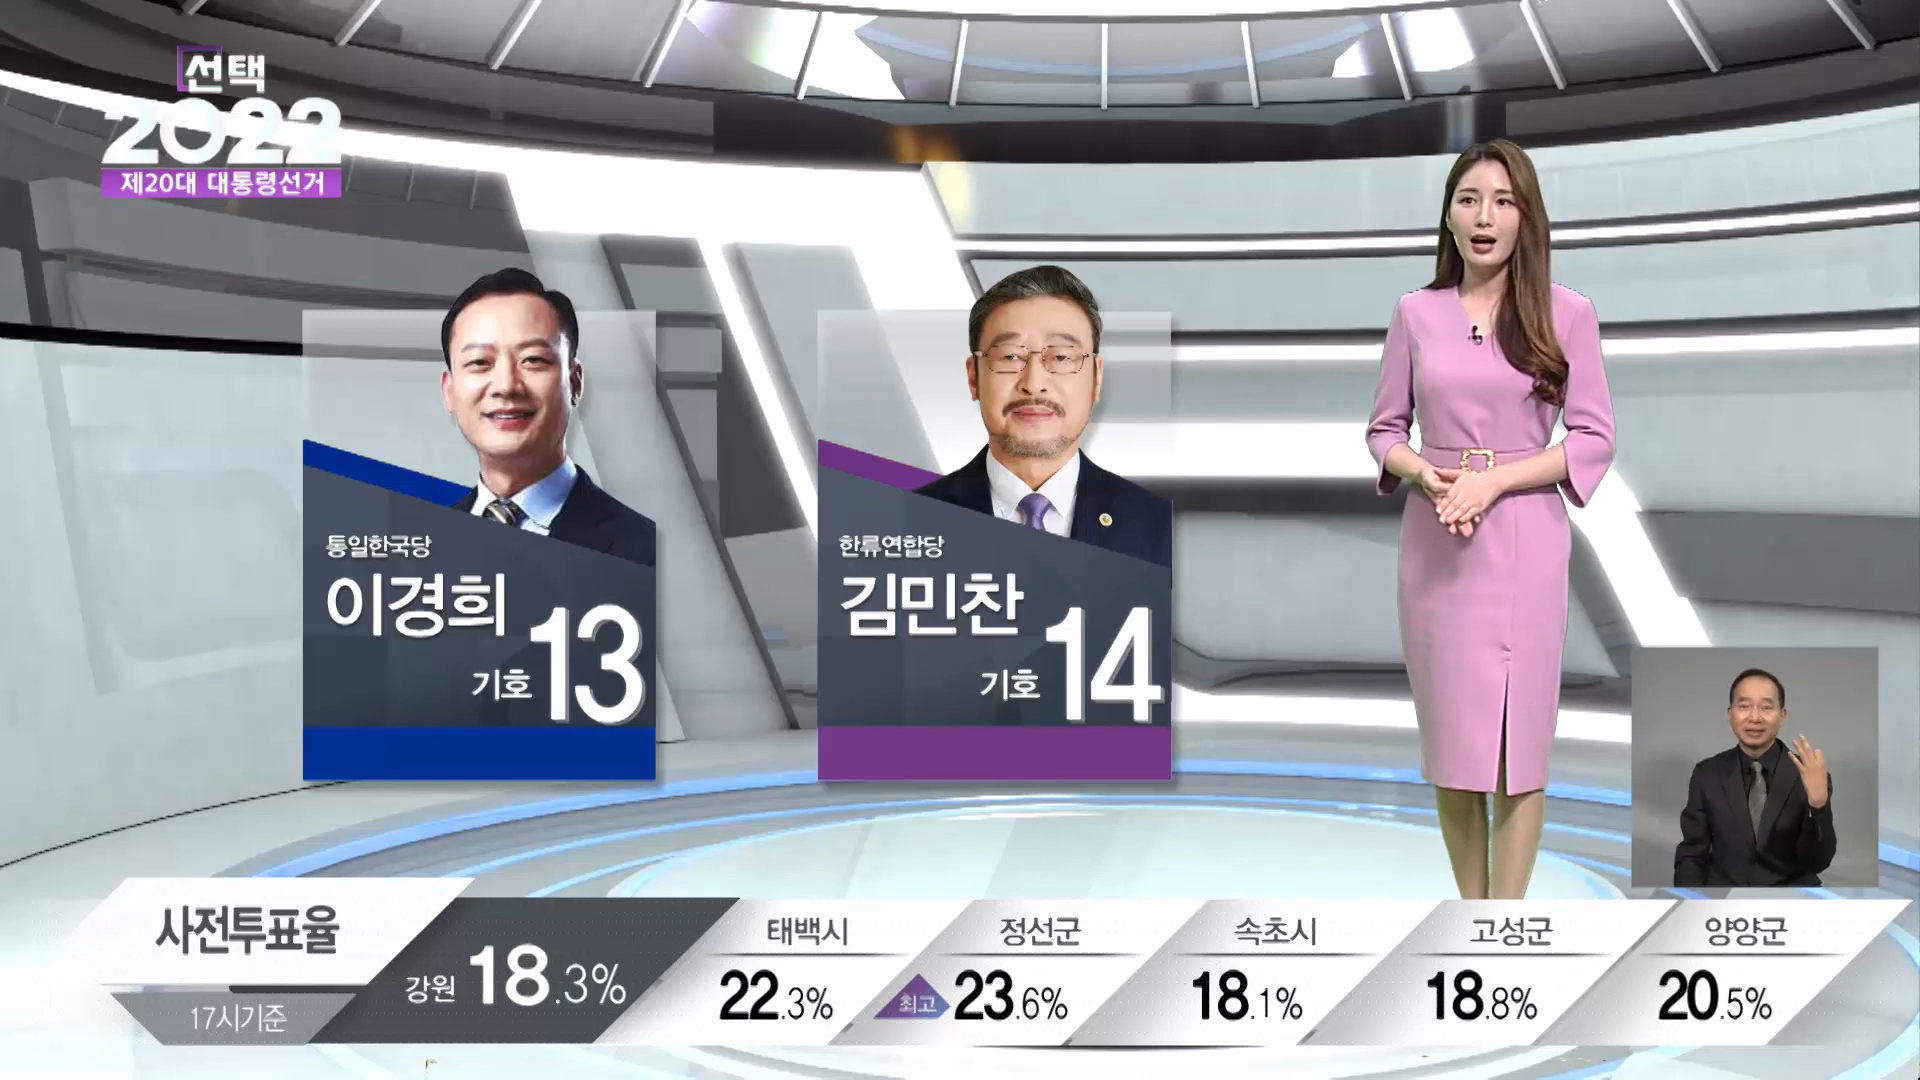 선택
2022
제20대 대통령선거
통일한국당
이경희
기호 13
한류연합당
김민찬
기호 14
사전투표율
17시기준
강원 18.3%
태백시
22.3%
정선군
최고 23.6%
속초시
18.1%
고성군
18.8%
양양군
20.5%